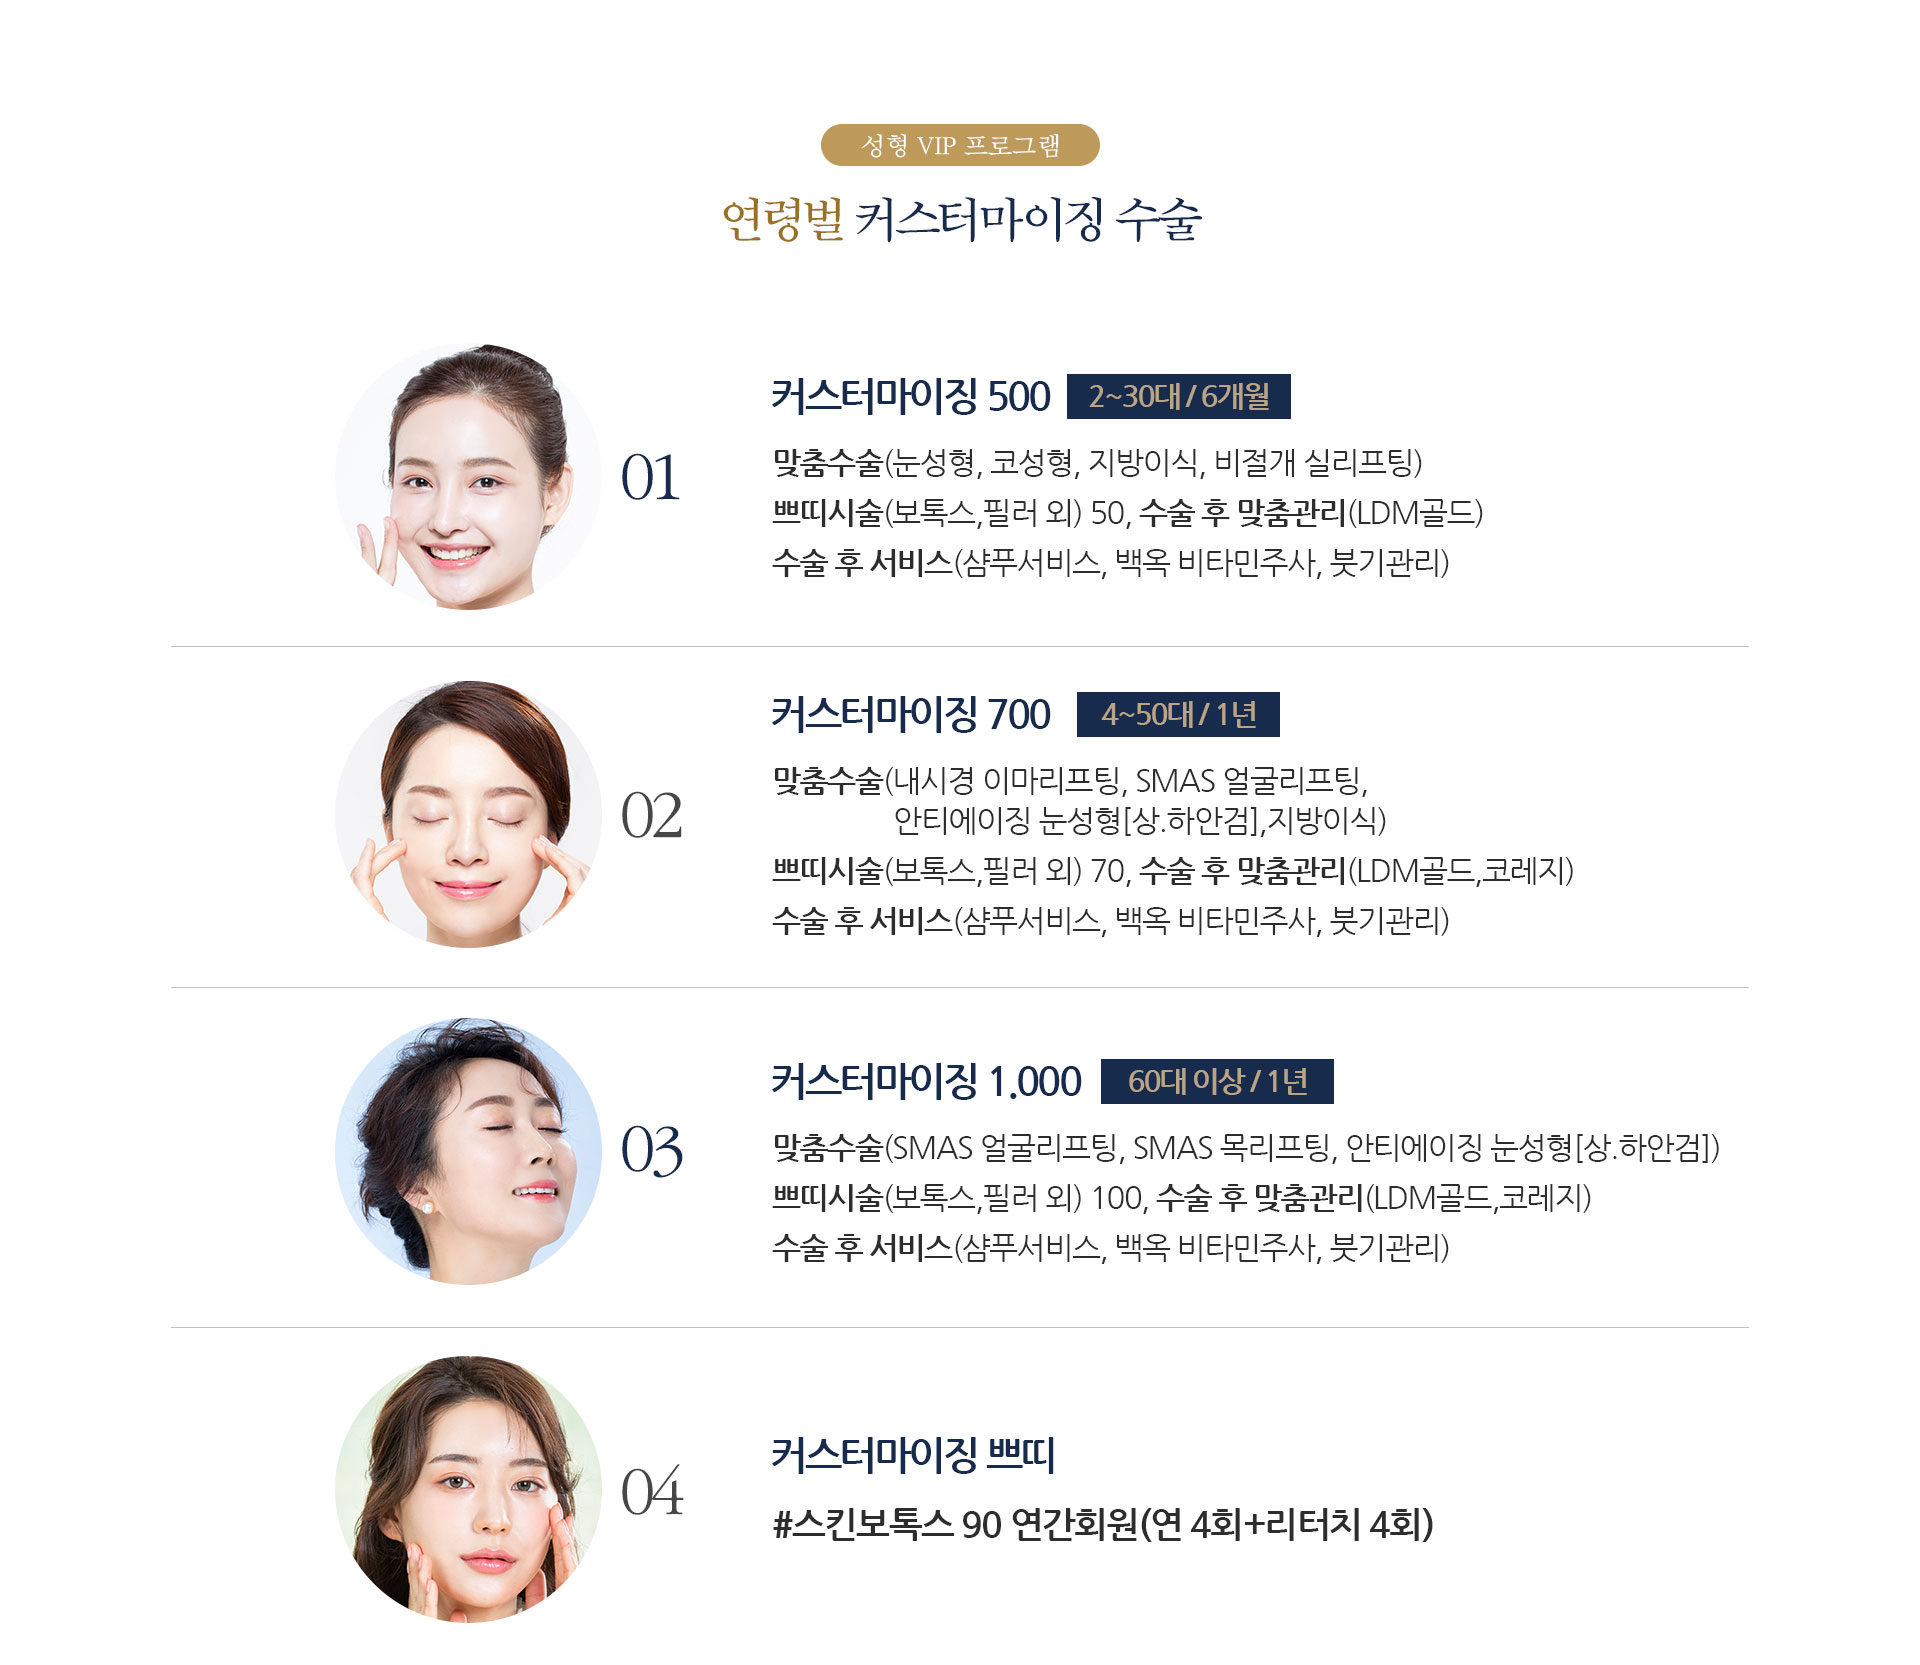 성형 VIP 프로그램
연령별 커스터마이징 수술
01
커스터마이징 500 2~30대 / 6개월
맞춤수술(눈성형, 코성형, 지방이식, 비절개 실리프팅)
쁘띠시술(보톡스,필러 외) 50, 수술 후 맞춤관리(LDM골드)
수술 후 서비스(샴푸서비스, 백옥 비타민주사, 붓기관리)
02
커스터마이징 700 4~50대 / 1년
맞춤수술(내시경 이마리프팅, SMAS 얼굴리프팅,
안티에이징 눈성형[상.하안검],지방이식)
쁘띠시술(보톡스,필러 외) 70, 수술 후 맞춤관리(LDM골드,코레지)
수술 후 서비스(샴푸서비스, 백옥 비타민주사, 붓기관리)
03
커스터마이징 1.000 60대 이상 / 1년
맞춤수술(SMAS 얼굴리프팅, SMAS 목리프팅, 안티에이징 눈성형[상.하안검])
쁘띠시술(보톡스,필러 외) 100, 수술 후 맞춤관리(LDM골드,코레지)
수술 후 서비스(샴푸서비스, 백옥 비타민주사, 붓기관리)
04
커스터마이징 쁘띠
#스킨보톡스 90 연간회원(연 4회+리터치 4회)